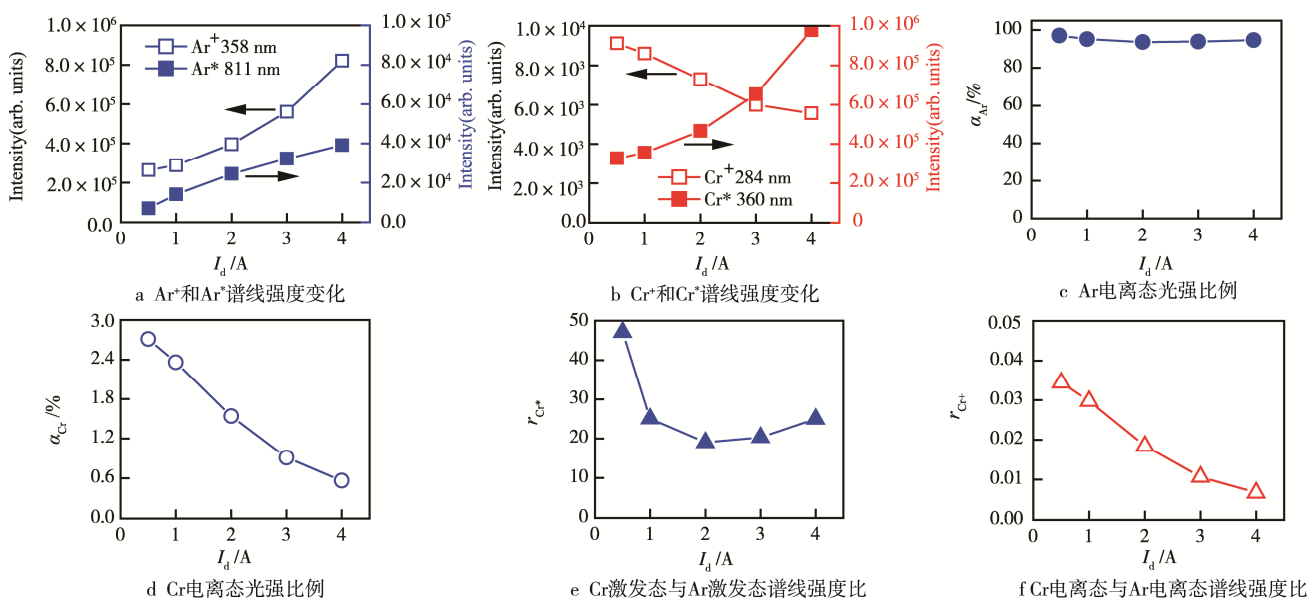 1.0×10⁶
8.0×10⁵
6.0×10⁵
4.0×10⁵
2.0×10⁵
0.0
Intensity(arb. units)
Ar⁺358 nm
Ar* 811 nm
1.0×10⁵
8.0×10⁴
6.0×10⁴
4.0×10⁴
2.0×10⁴
0.0
Intensity(arb. units)
0 1 2 3 4
I_d/A
a Ar⁺和Ar*谱线强度变化
1.0×10⁴
8.0×10³
6.0×10³
4.0×10³
2.0×10³
0.0
Intensity(arb. units)
Cr⁺284 nm
Cr* 360 nm
1.0×10⁶
8.0×10⁵
6.0×10⁵
4.0×10⁵
2.0×10⁵
0
Intensity(arb. units)
0 1 2 3 4
I_d/A
b Cr⁺和Cr*谱线强度变化
100
80
60
40
20
0
α_Ar/%
0 1 2 3 4
I_d/A
c Ar电离态光强比例
3.0
2.4
1.8
1.2
0.6
0.0
α_Cr/%
0 1 2 3 4
I_d/A
d Cr电离态光强比例
50
40
30
20
10
0
r_Cr*
0 1 2 3 4
I_d/A
e Cr激发态与Ar激发态谱线强度比
0.05
0.04
0.03
0.02
0.01
0.00
r_Cr+
0 1 2 3 4
I_d/A
f Cr电离态与Ar电离态谱线强度比